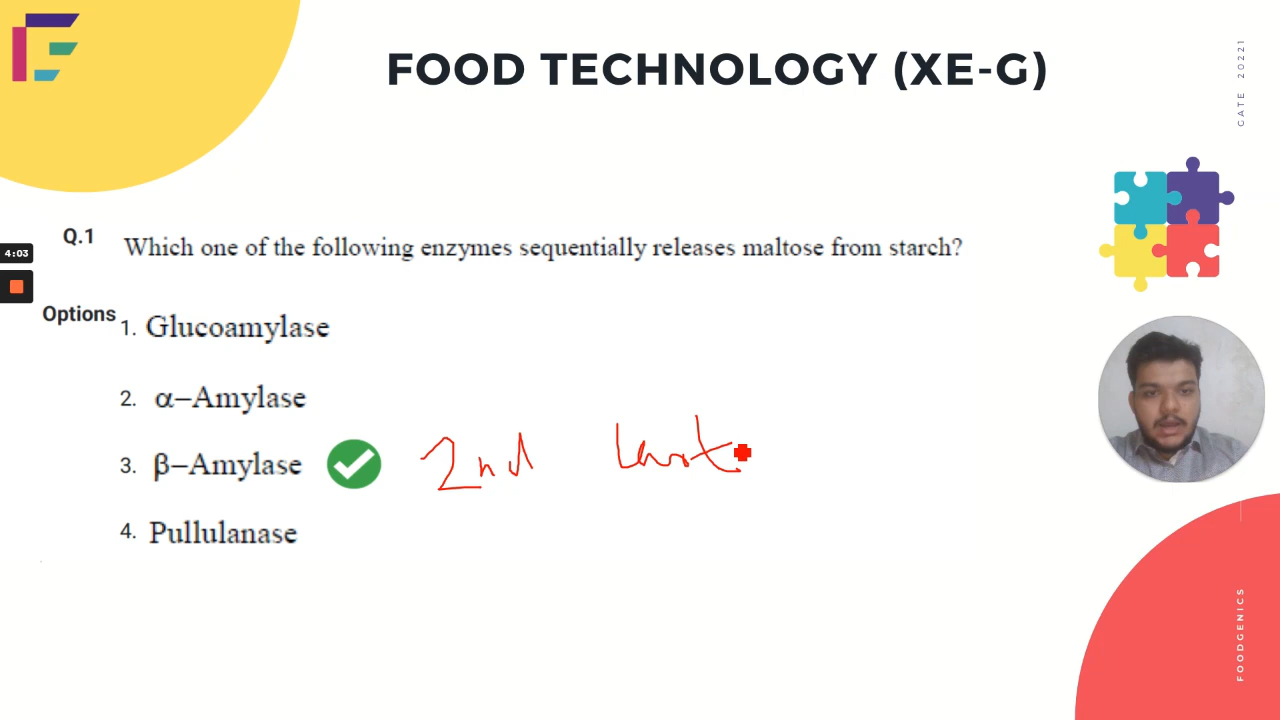 FOOD TECHNOLOGY (XE-G)
GATE 20221
Q.1 Which one of the following enzymes sequentially releases maltose from starch?
4:03
Options
1. Glucoamylase
2. α–Amylase
3. β–Amylase 2nd last
4. Pullulanase
FOODGENICS